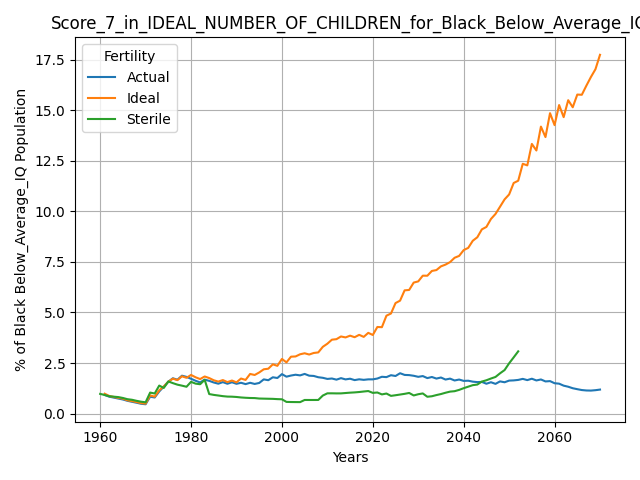 Score_7_in_IDEAL_NUMBER_OF_CHILDREN_for_Black_Below_Average_IQ
Fertility
Actual
Ideal
Sterile
% of Black Below_Average_IQ Population
17.5
15.0
12.5
10.0
7.5
5.0
2.5
0.0
1960 1980 2000 2020 2040 2060
Years